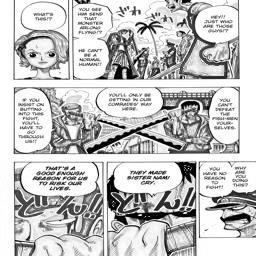 WHAT'S
THIS!?
YOU SEE
HIM SEND
THAT
MONSTER
ARLONG
FLYING!?
HE CAN'T
BE A
NORMAL
HUMAN!!
HEY!!
JUST
WHO ARE
THOSE
GUYS!?
IF YOU
INSIST ON
BUTTING
INTO THIS
FIGHT,
YOU'LL
HAVE TO
GO
THROUGH
US!!
YOU'LL ONLY BE
GETTING IN OUR
COMRADES' WAY
HERE.
YOU
CAN'T
DEFEAT
THE
FISH-MEN
YOUR-
SELVES.
THAT'S A
GOOD ENOUGH
REASON FOR US
TO RISK OUR
LIVES.
THEY MADE
SISTER NAMI
CRY.
YOU
HAVE NO
REASON
TO
FIGHT!
WHY
ARE
YOU
DOING
THIS?